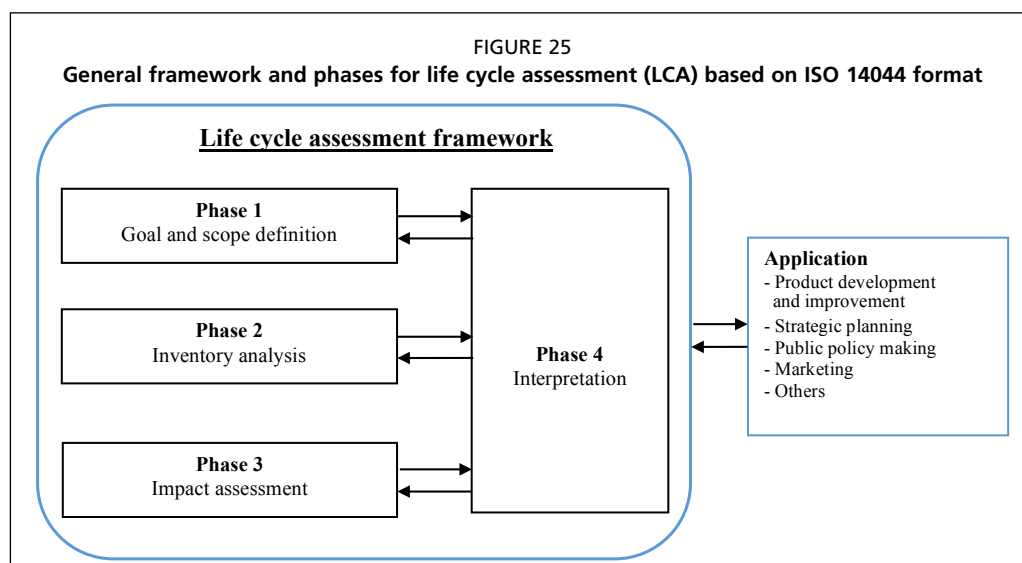 FIGURE 25
General framework and phases for life cycle assessment (LCA) based on ISO 14044 format
Life cycle assessment framework
Phase 1
Goal and scope definition
Phase 2
Inventory analysis
Phase 3
Impact assessment
Phase 4
Interpretation
Application
- Product development
and improvement
- Strategic planning
- Public policy making
- Marketing
- Others